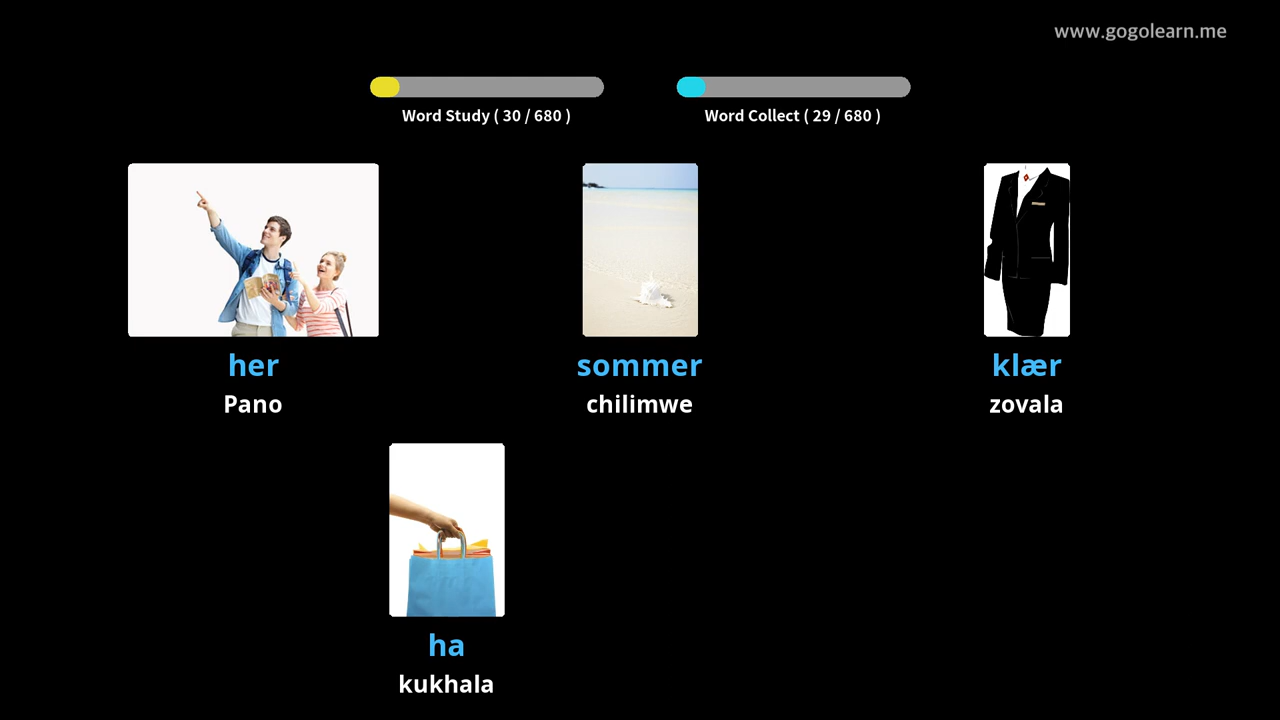 www.gogolearn.me
Word Study ( 30 / 680 )
Word Collect ( 29 / 680 )
her
Pano
sommer
chilimwe
klær
zovala
ha
kukhala